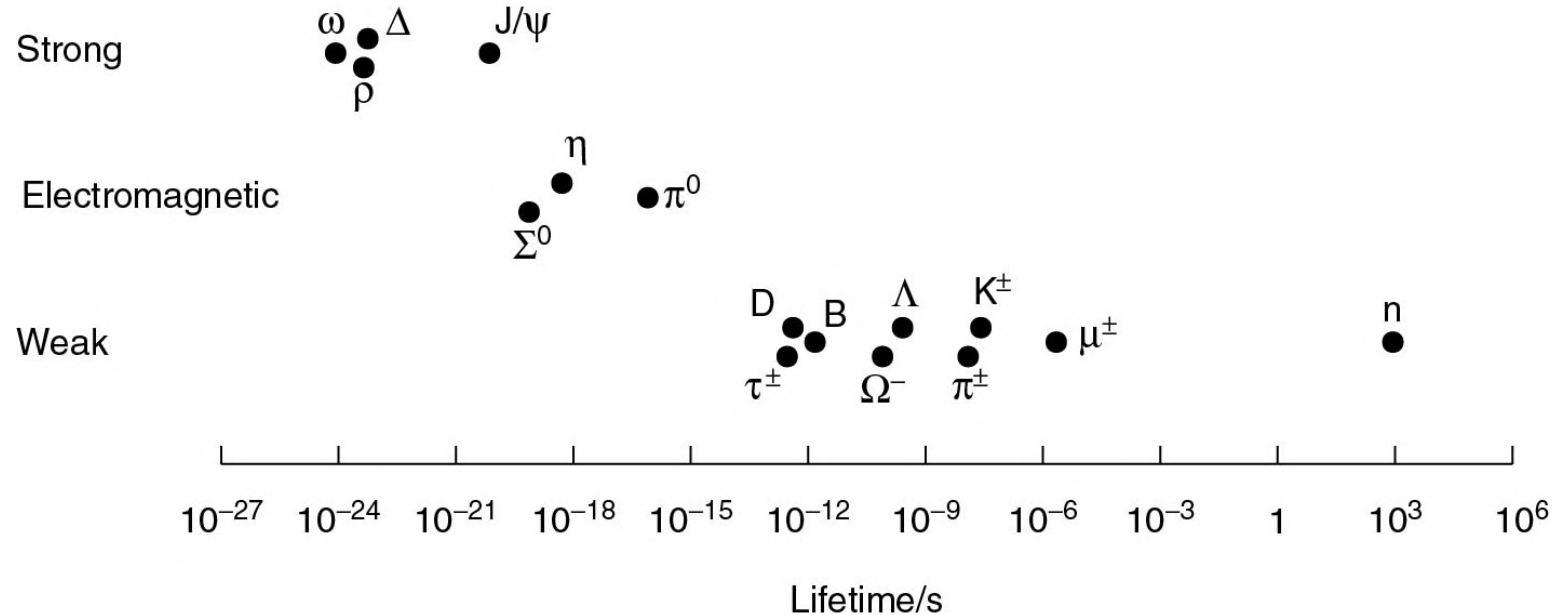 ω Δ J/ψ
Strong
ρ
η
Electromagnetic π⁰
Σ⁰
D B Λ K± n
Weak μ±
τ± Ω– π±
10–27 10–24 10–21 10–18 10–15 10–12 10–9 10–6 10–3 1 10³ 10⁶
Lifetime/s